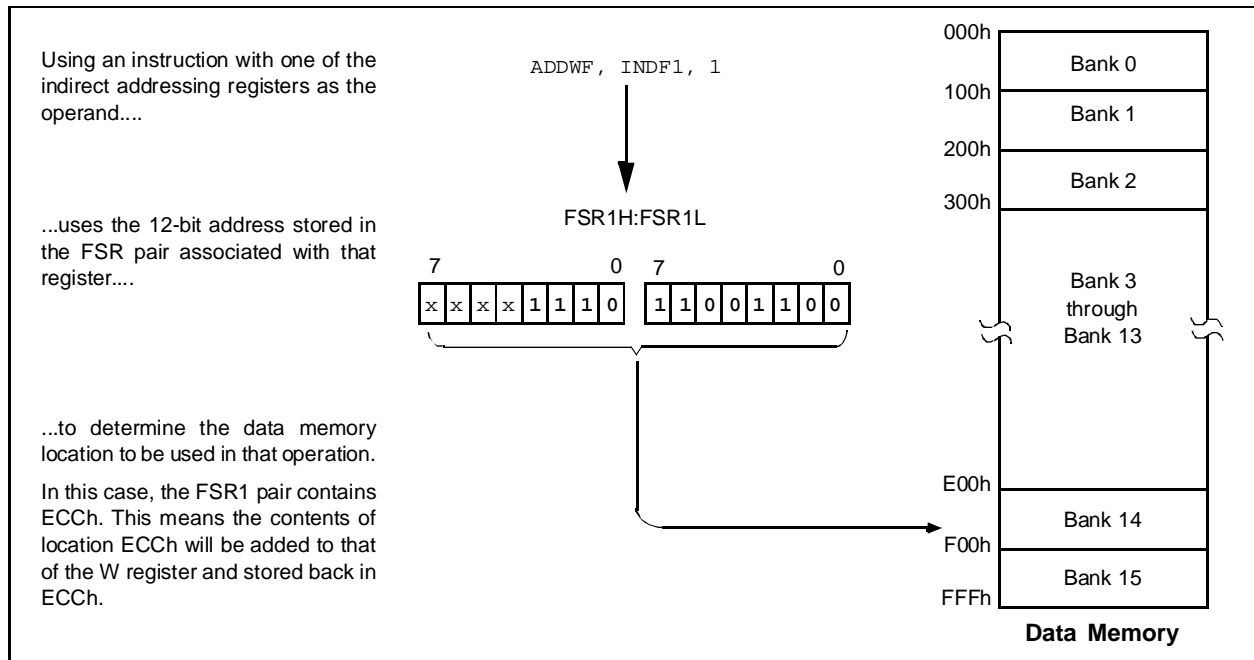 Using an instruction with one of the
indirect addressing registers as the
operand....
ADDWF, INDF1, 1
...uses the 12-bit address stored in
the FSR pair associated with that
register....
FSR1H:FSR1L
7 0 7 0
x x x x 1 1 1 0 1 1 0 0 1 1 0 0
...to determine the data memory
location to be used in that operation.
In this case, the FSR1 pair contains
ECCh. This means the contents of
location ECCh will be added to that
of the W register and stored back in
ECCh.
000h
Bank 0
100h
Bank 1
200h
Bank 2
300h
Bank 3
through
Bank 13
E00h
Bank 14
F00h
Bank 15
FFFh
Data Memory